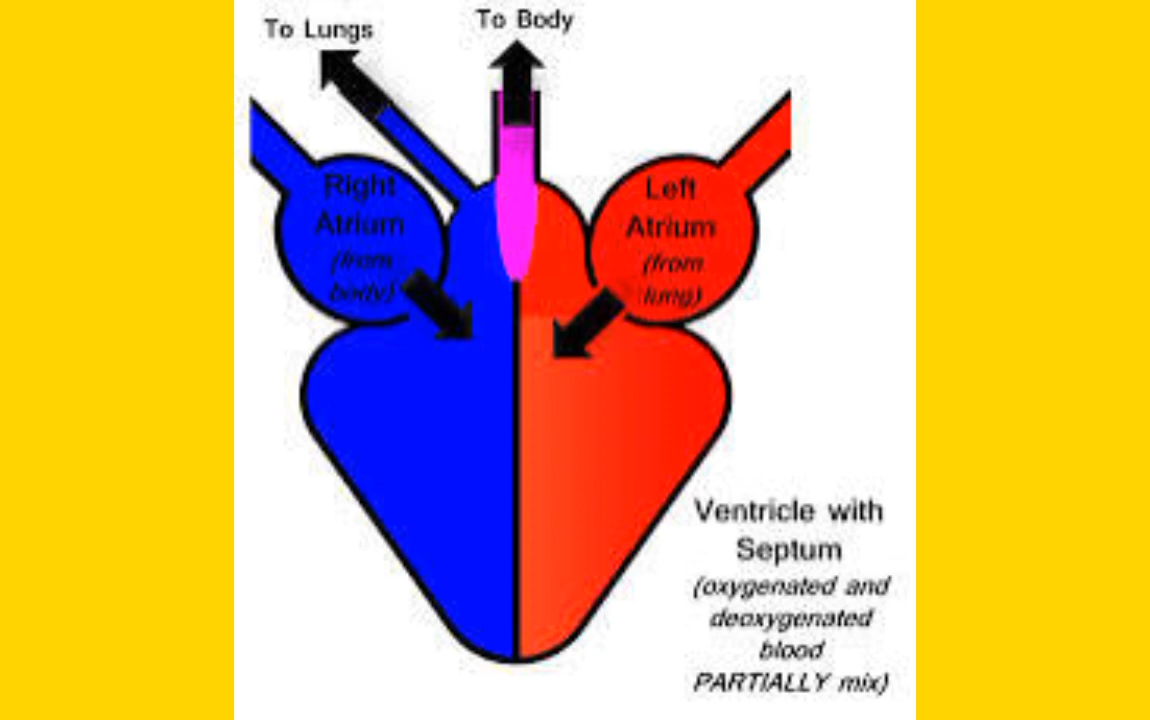 To Lungs
To Body
Right
Atrium
(from
body)
Left
Atrium
(from
lung)
Ventricle with
Septum
(oxygenated and
deoxygenated
blood
PARTIALLY mix)